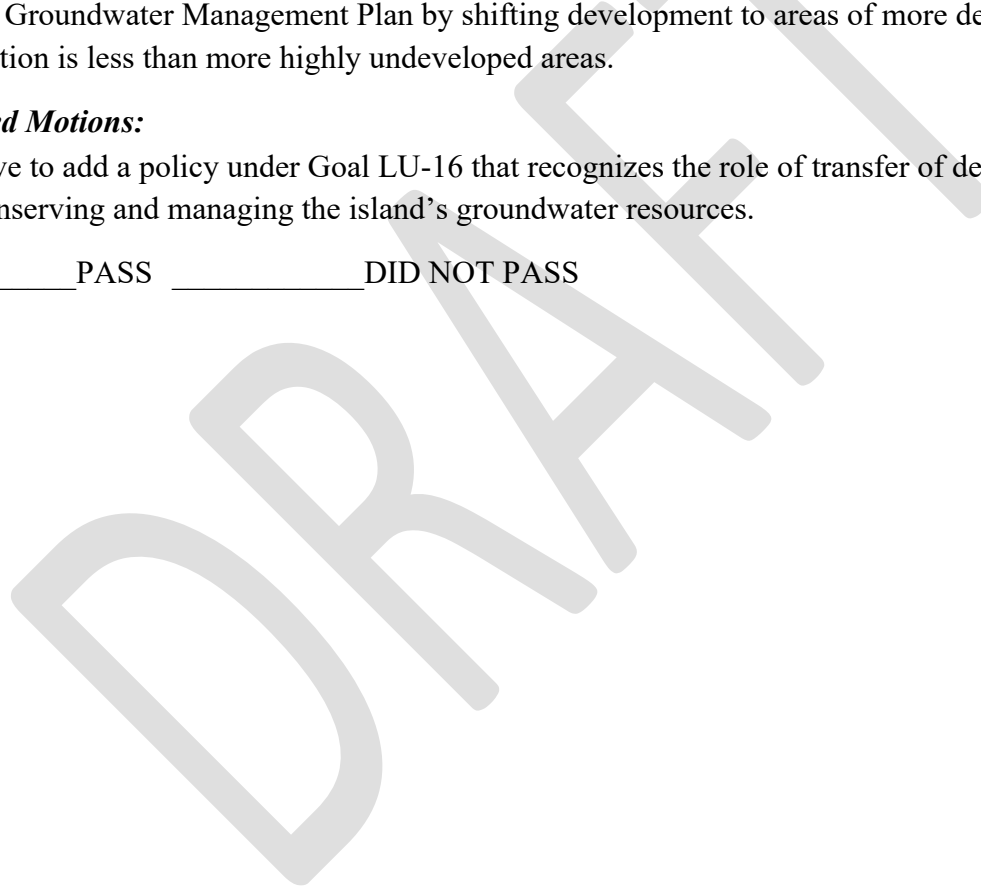 Groundwater Management Plan by shifting development to areas of more de
tion is less than more highly undeveloped areas.
d Motions:
ve to add a policy under Goal LU-16 that recognizes the role of transfer of de
nserving and managing the island’s groundwater resources.
_____PASS ____________DID NOT PASS
DRAFT